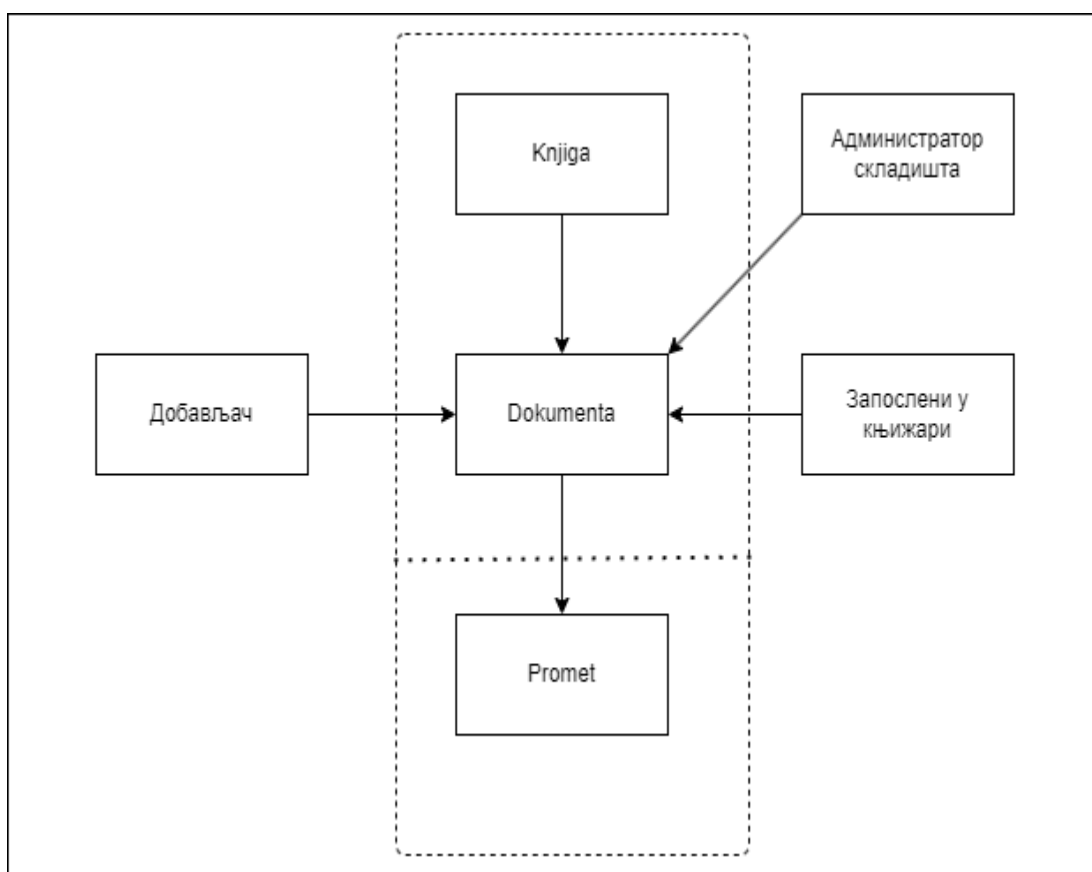 Knjiga
Администратор
складишта
Добављач
Dokumenta
Запослени у
књижари
Promet